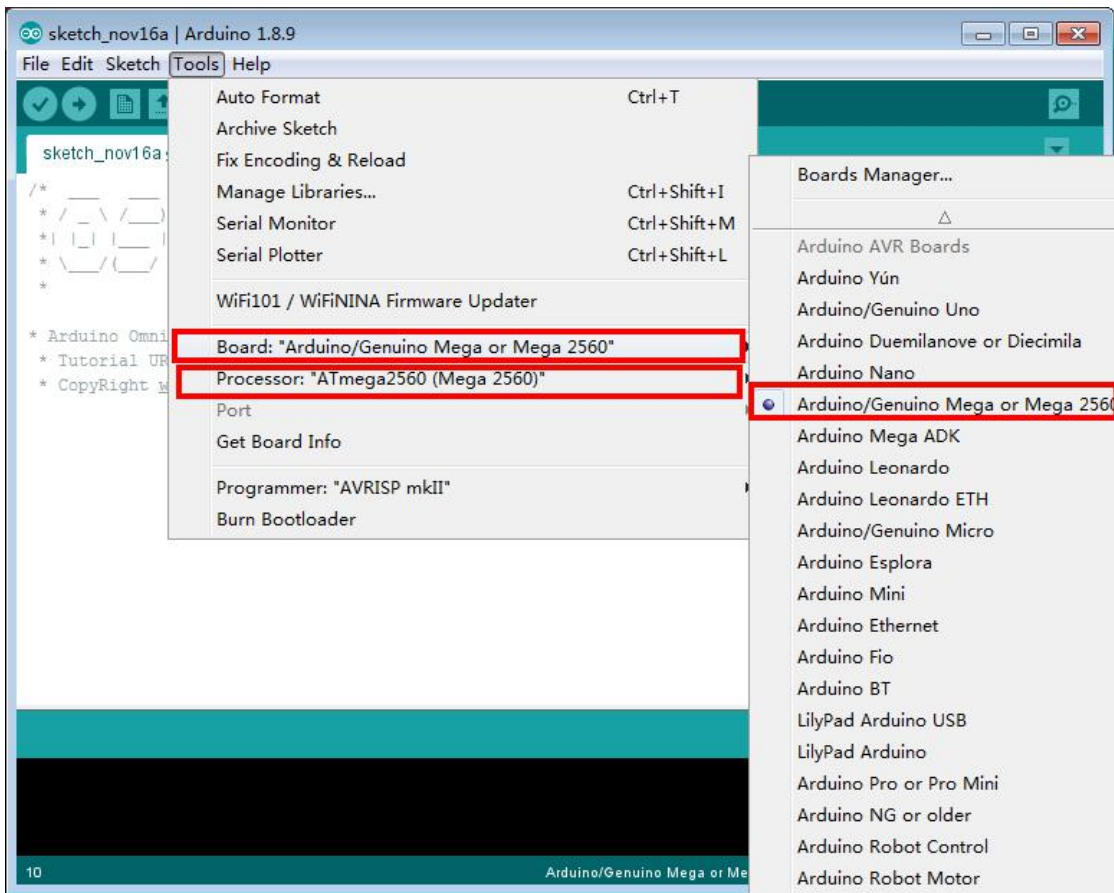 sketch_nov16a | Arduino 1.8.9
File Edit Sketch Tools Help
sketch_nov16a
/*
* Arduino Omni
* Tutorial UR
* CopyRight w
Auto Format Ctrl+T
Archive Sketch
Fix Encoding & Reload
Manage Libraries... Ctrl+Shift+I
Serial Monitor Ctrl+Shift+M
Serial Plotter Ctrl+Shift+L
WiFi101 / WiFiNINA Firmware Updater
Board: "Arduino/Genuino Mega or Mega 2560"
Processor: "ATmega2560 (Mega 2560)"
Port
Get Board Info
Programmer: "AVRISP mkII"
Burn Bootloader
Boards Manager...
Arduino AVR Boards
Arduino Yún
Arduino/Genuino Uno
Arduino Duemilanove or Diecimila
Arduino Nano
Arduino/Genuino Mega or Mega 2560
Arduino Mega ADK
Arduino Leonardo
Arduino Leonardo ETH
Arduino/Genuino Micro
Arduino Esplora
Arduino Mini
Arduino Ethernet
Arduino Fio
Arduino BT
LilyPad Arduino USB
LilyPad Arduino
Arduino Pro or Pro Mini
Arduino NG or older
Arduino Robot Control
Arduino Robot Motor
10 Arduino/Genuino Mega or Me